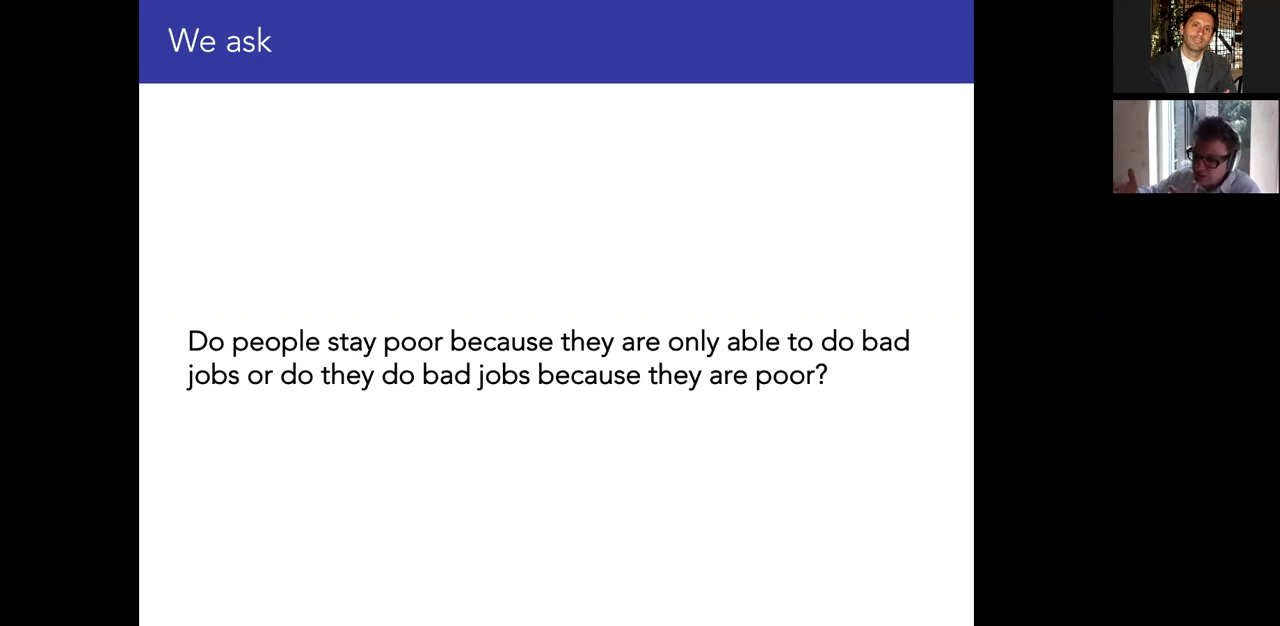 We ask
Do people stay poor because they are only able to do bad
jobs or do they do bad jobs because they are poor?